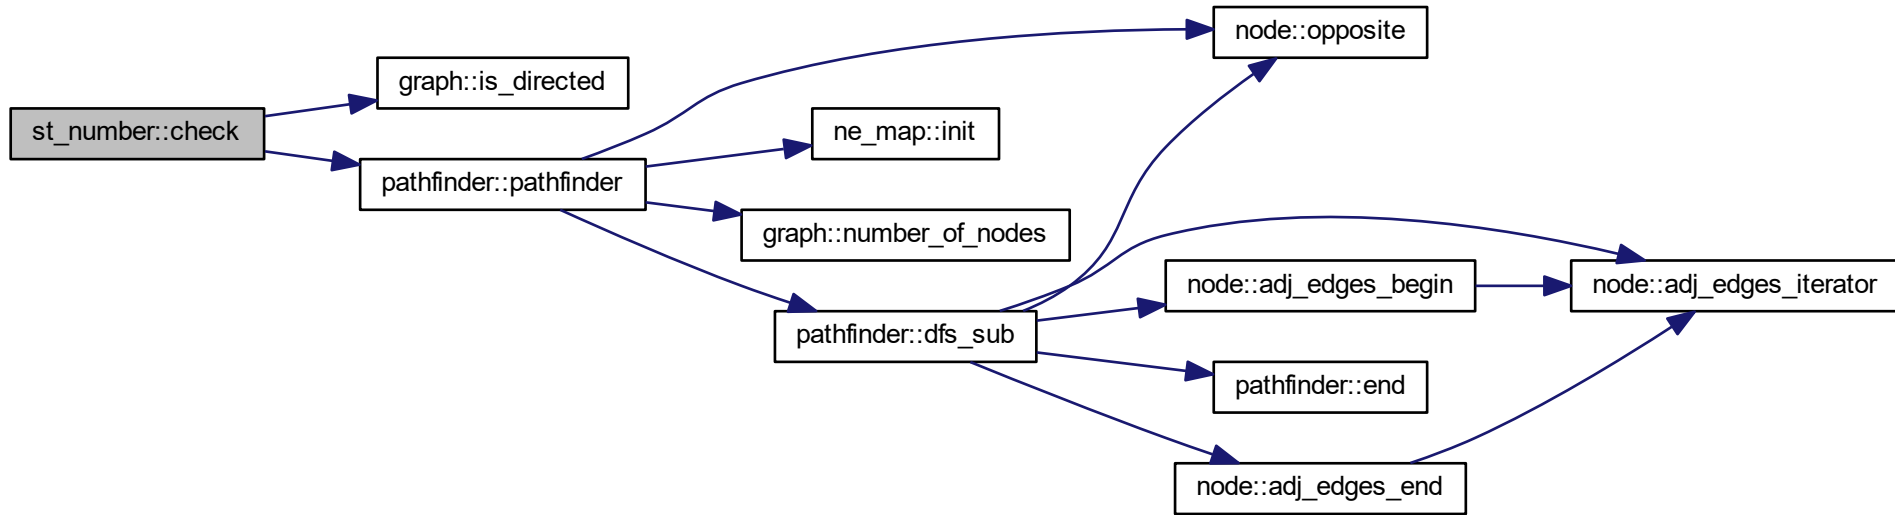 st_number::check
graph::is_directed
pathfinder::pathfinder
node::opposite
ne_map::init
graph::number_of_nodes
pathfinder::dfs_sub
node::adj_edges_begin
node::adj_edges_iterator
pathfinder::end
node::adj_edges_end